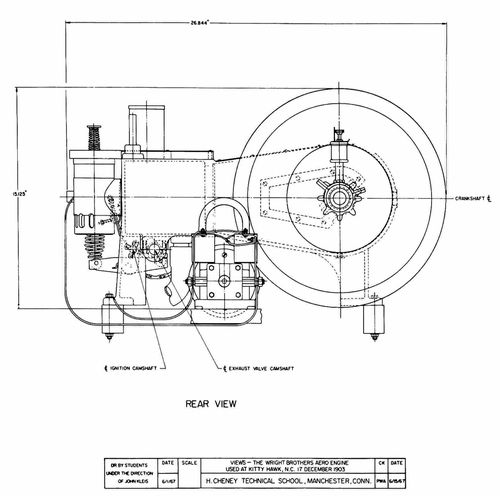 26.844"
13.125"
CRANKSHAFT ℄
℄ IGNITION CAMSHAFT
℄ EXHAUST VALVE CAMSHAFT
REAR VIEW
DR BY STUDENTS
UNDER THE DIRECTION
OF JOHN KLEIS
DATE
6/1/67
SCALE
VIEWS - THE WRIGHT BROTHERS AERO ENGINE
USED AT KITTY HAWK, N.C. 17 DECEMBER 1903
H. CHENEY TECHNICAL SCHOOL, MANCHESTER, CONN.
CK
PWA
DATE
6/15/67